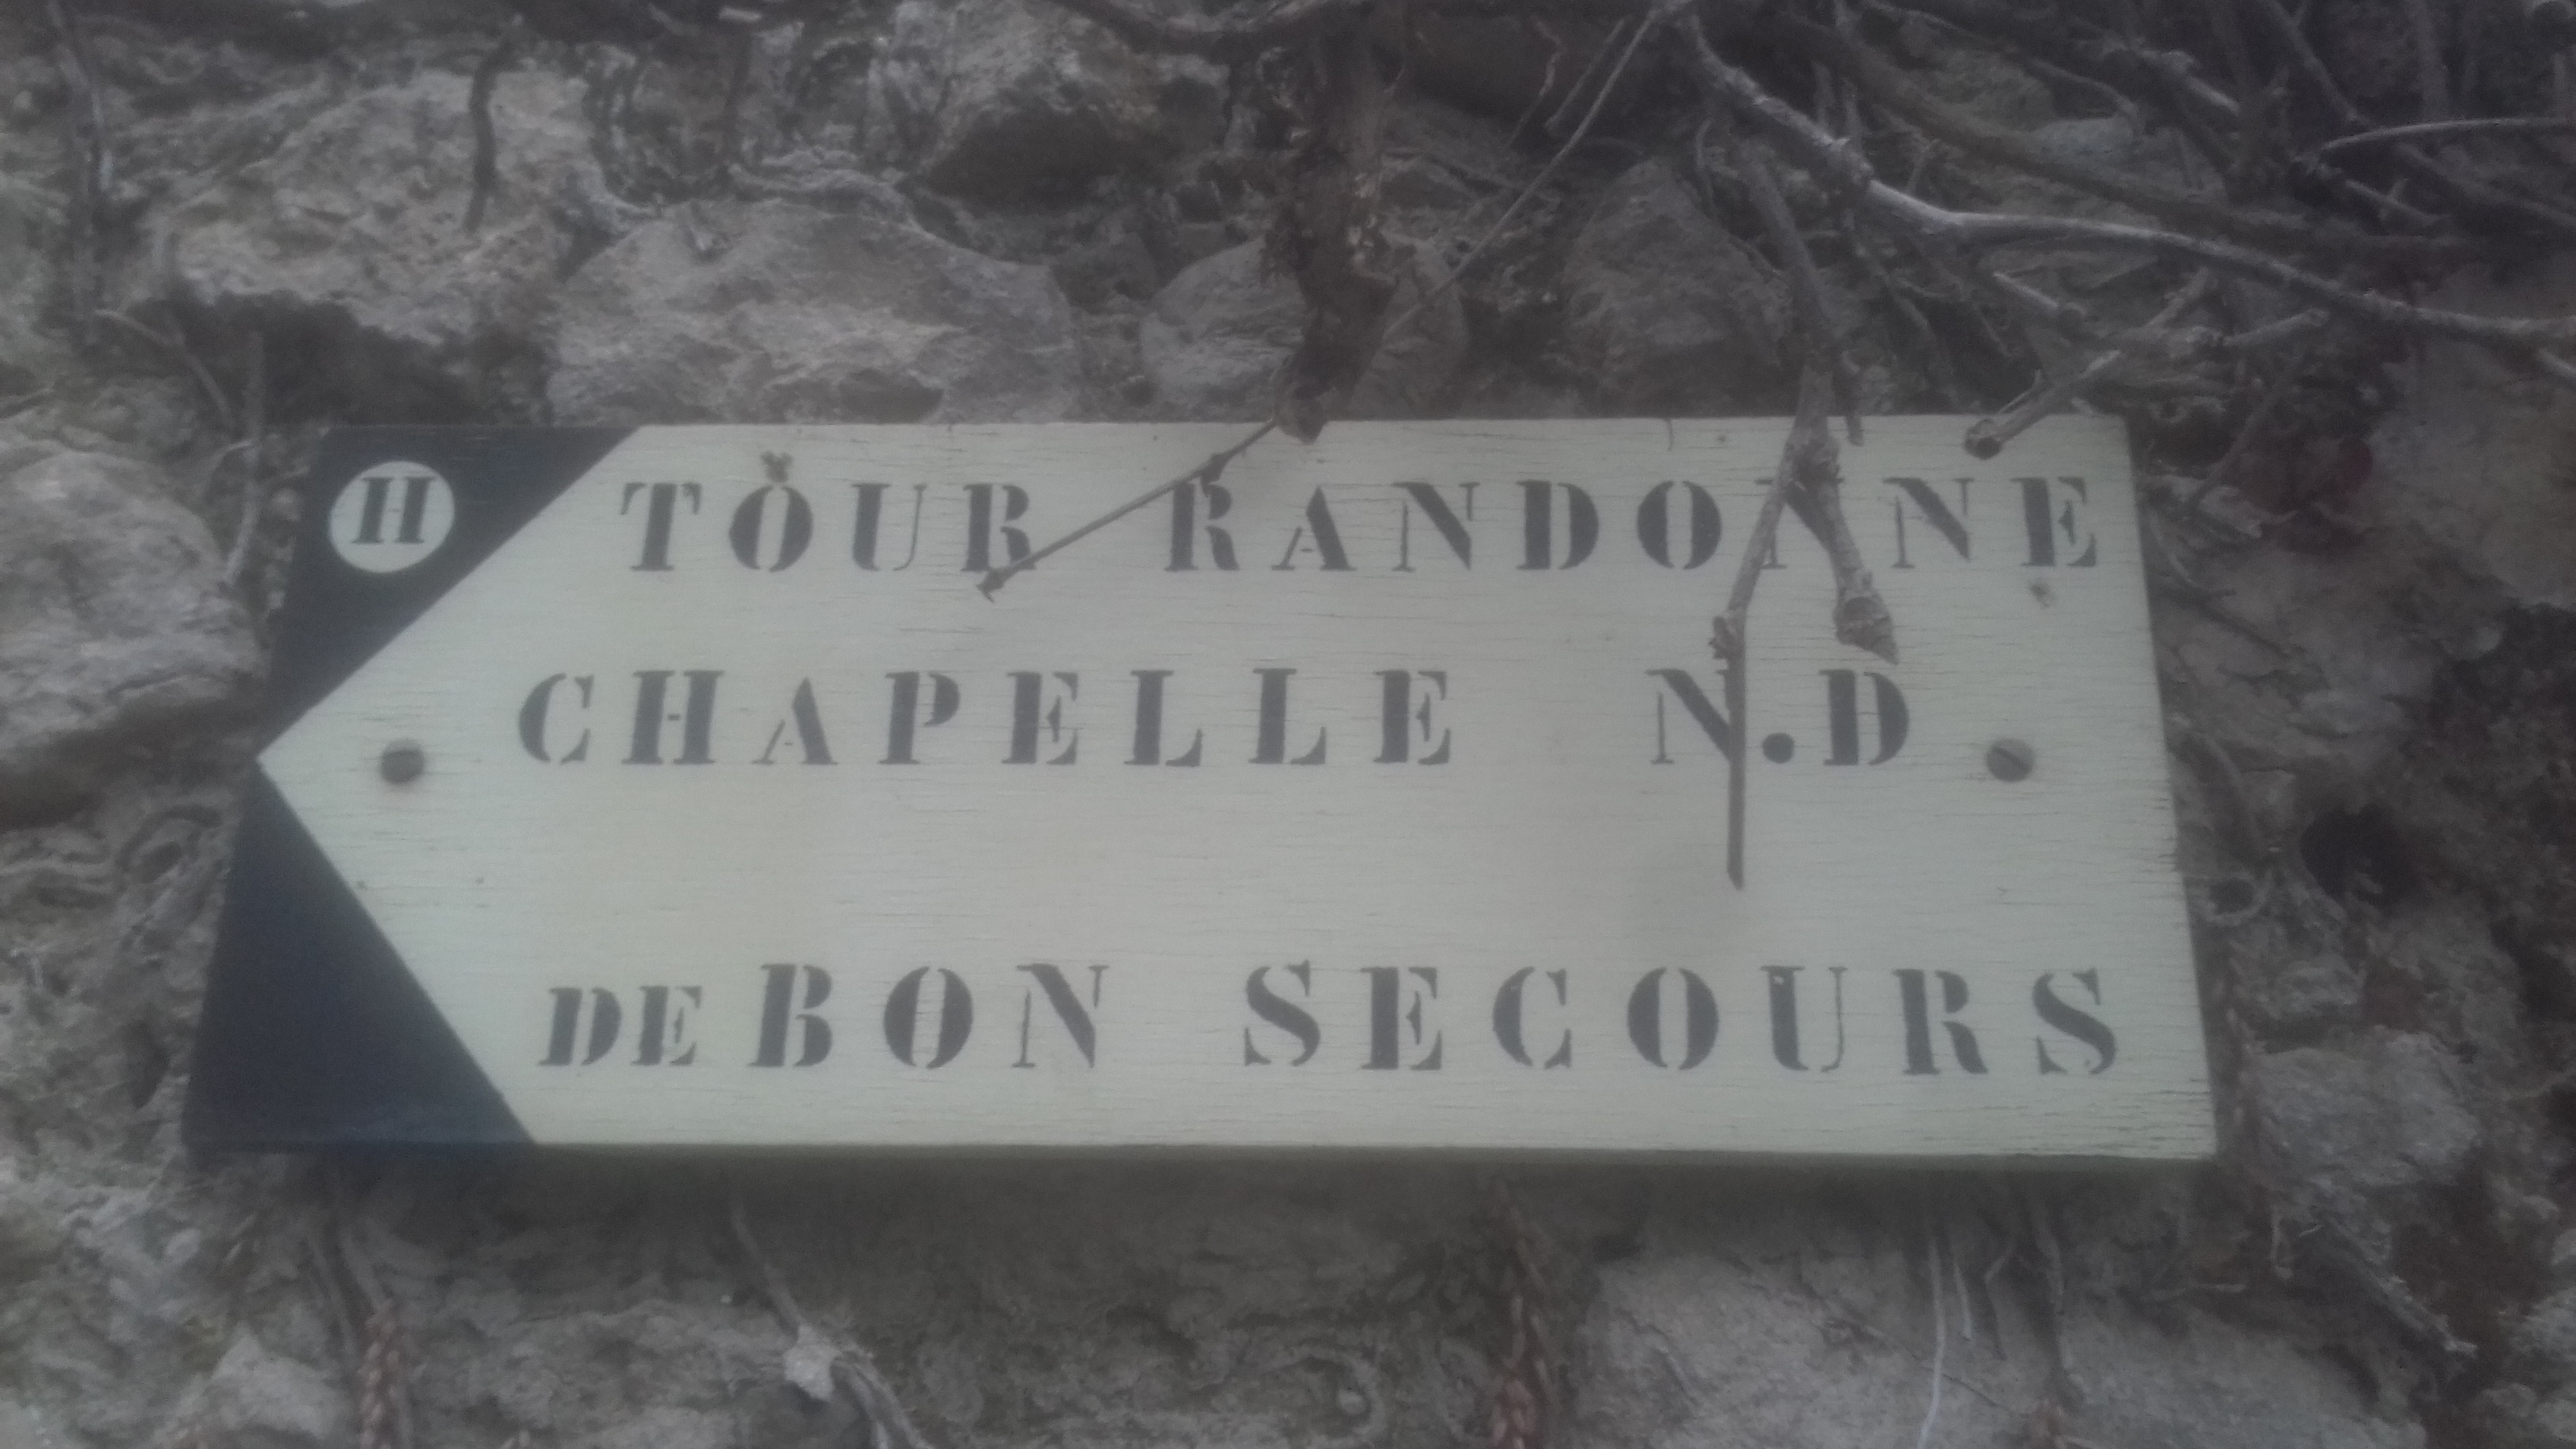 H
TOUR RANDONNE
CHAPELLE N.D
DE BON SECOURS